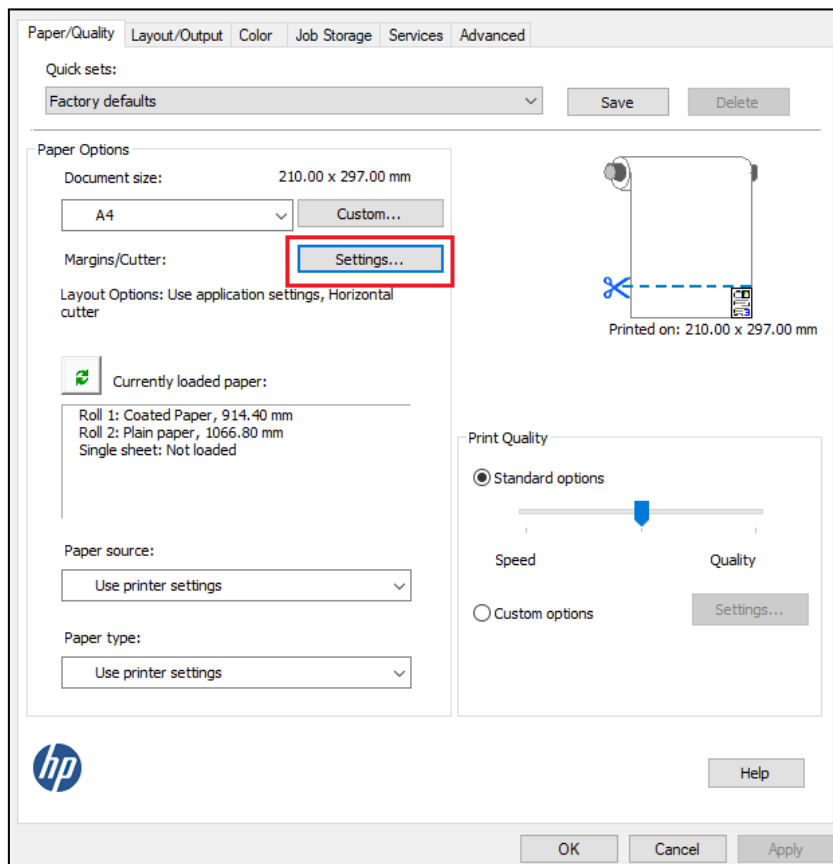 Paper/Quality Layout/Output Color Job Storage Services Advanced
Quick sets:
Factory defaults Save Delete
Paper Options
Document size: 210.00 x 297.00 mm
A4 Custom...
Margins/Cutter: Settings...
Layout Options: Use application settings, Horizontal
cutter
Printed on: 210.00 x 297.00 mm
Currently loaded paper:
Roll 1: Coated Paper, 914.40 mm
Roll 2: Plain paper, 1066.80 mm
Single sheet: Not loaded
Print Quality
Standard options
Speed Quality
Custom options Settings...
Paper source:
Use printer settings
Paper type:
Use printer settings
hp
Help
OK Cancel Apply